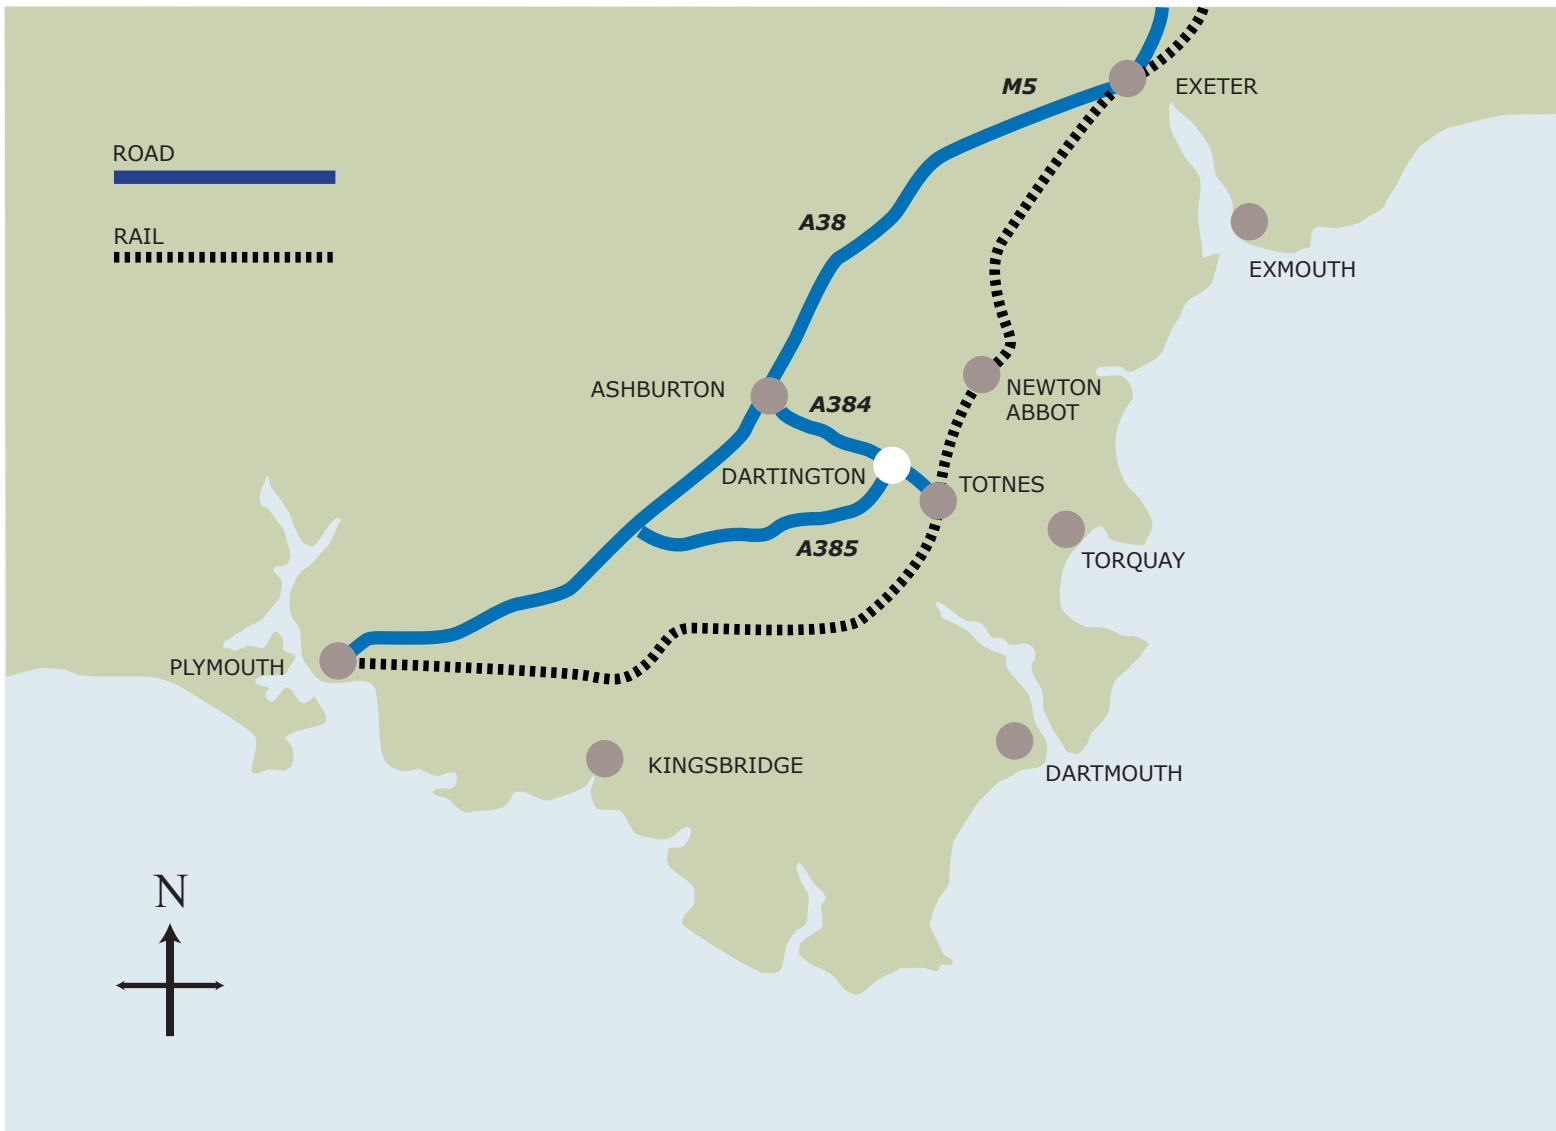 M5
EXETER
ROAD
A38
RAIL
EXMOUTH
ASHBURTON
A384
NEWTON
ABBOT
DARTINGTON
TOTNES
A385
TORQUAY
PLYMOUTH
KINGSBRIDGE
DARTMOUTH
N